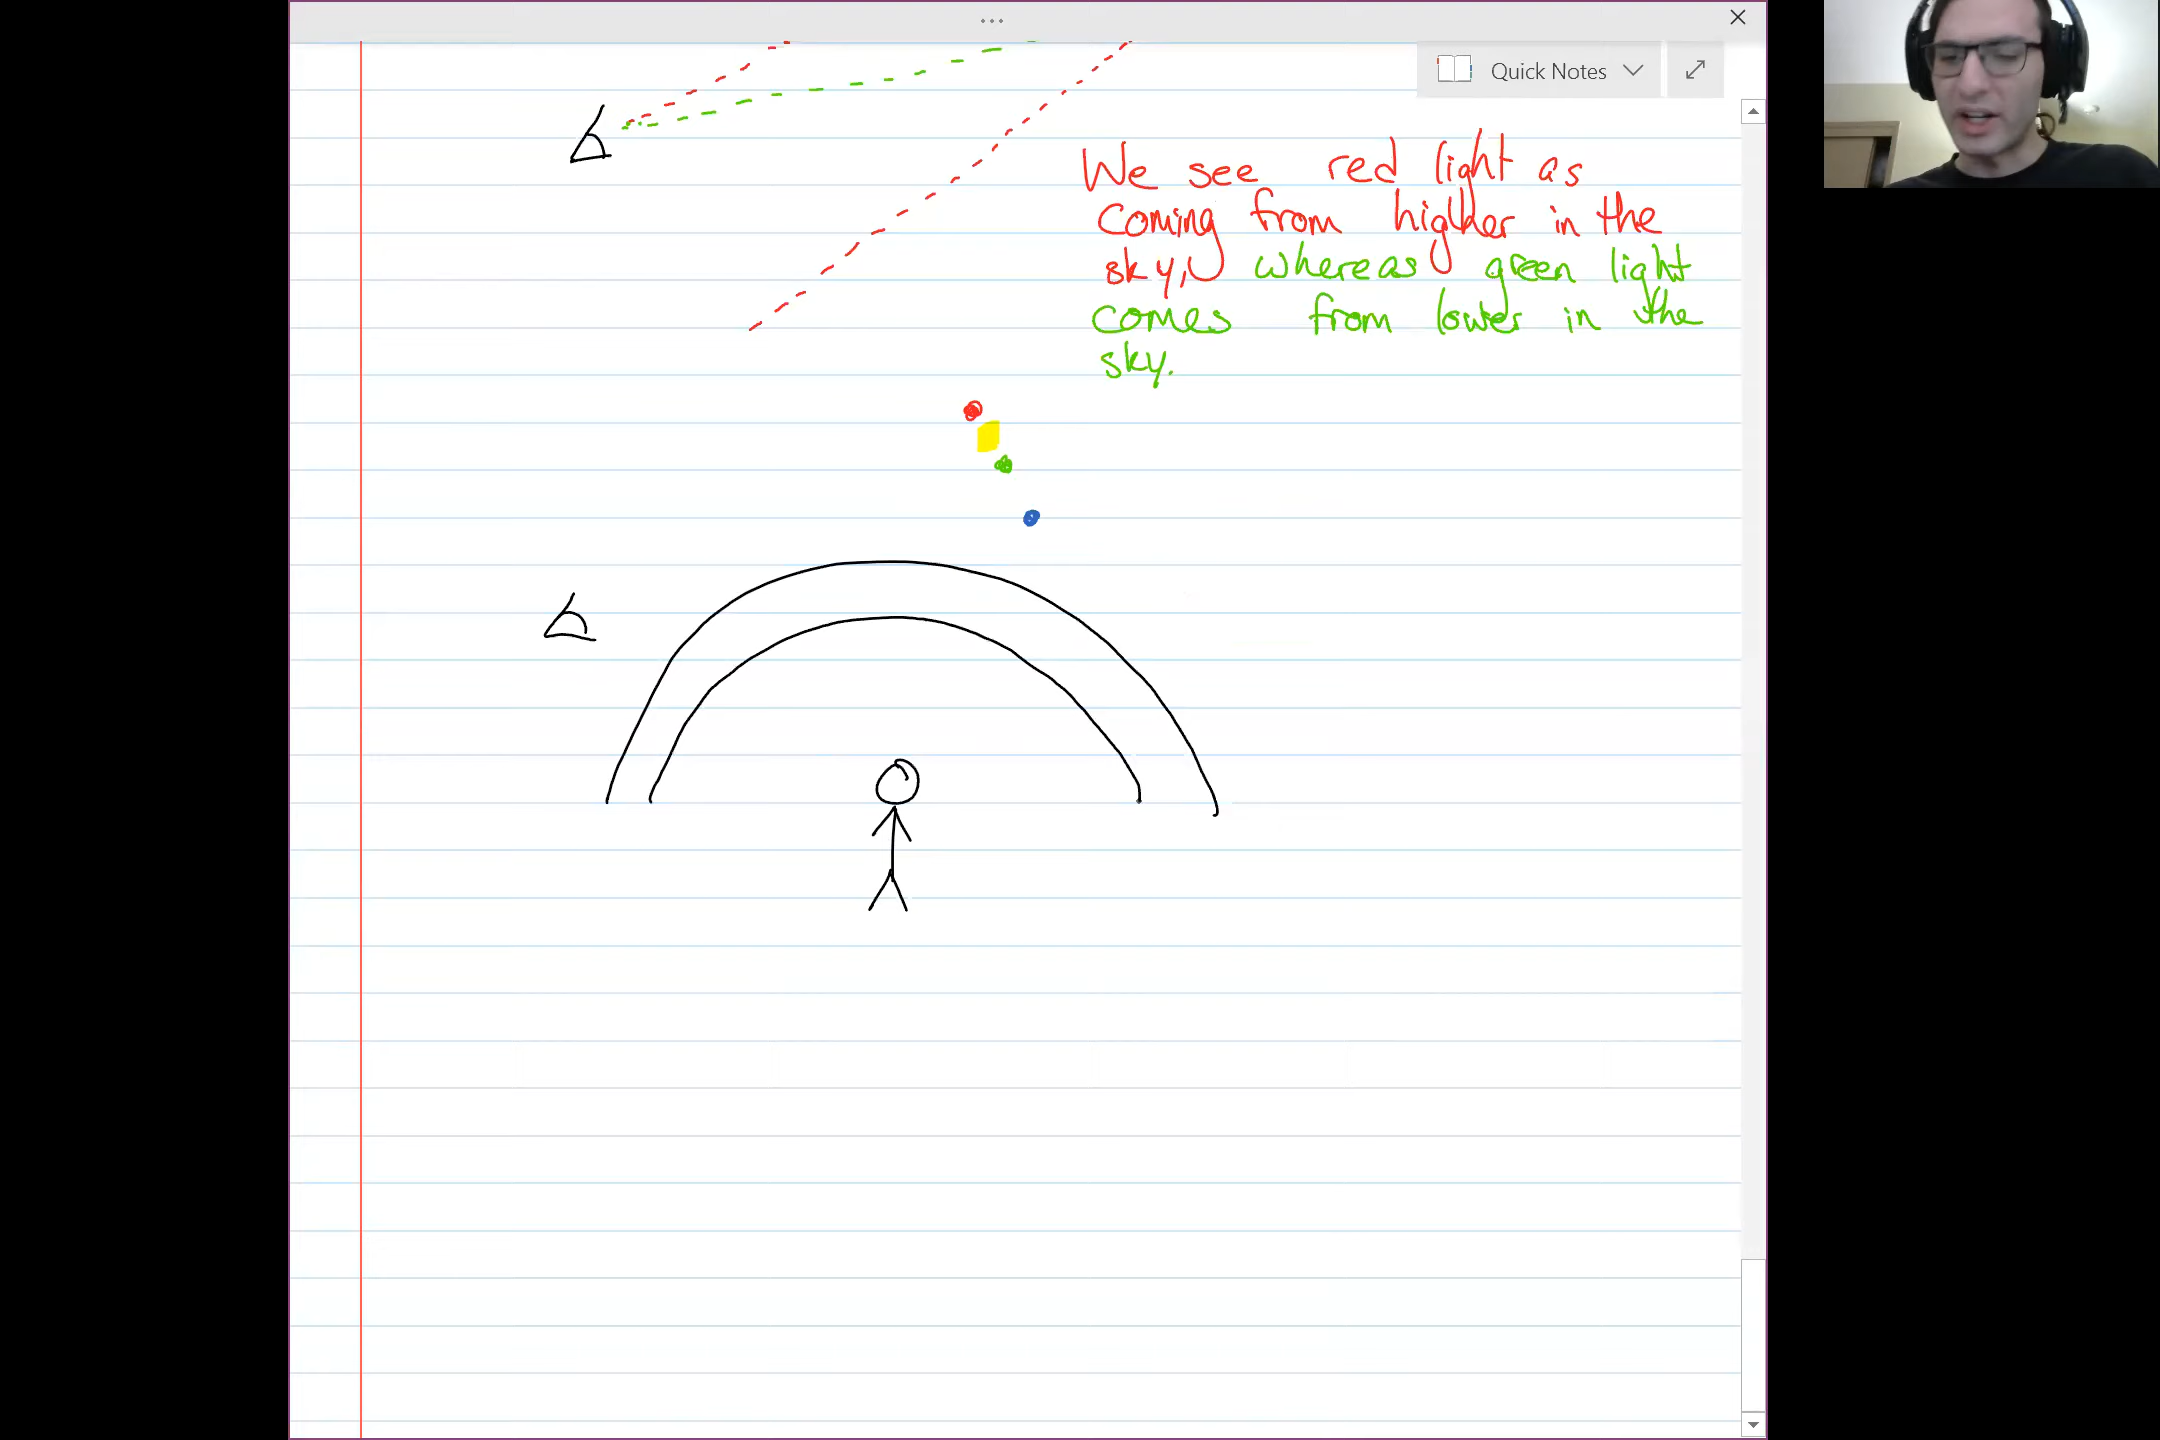 Quick Notes
We see red light as
coming from higher in the
sky, whereas green light
comes from lower in the
sky.